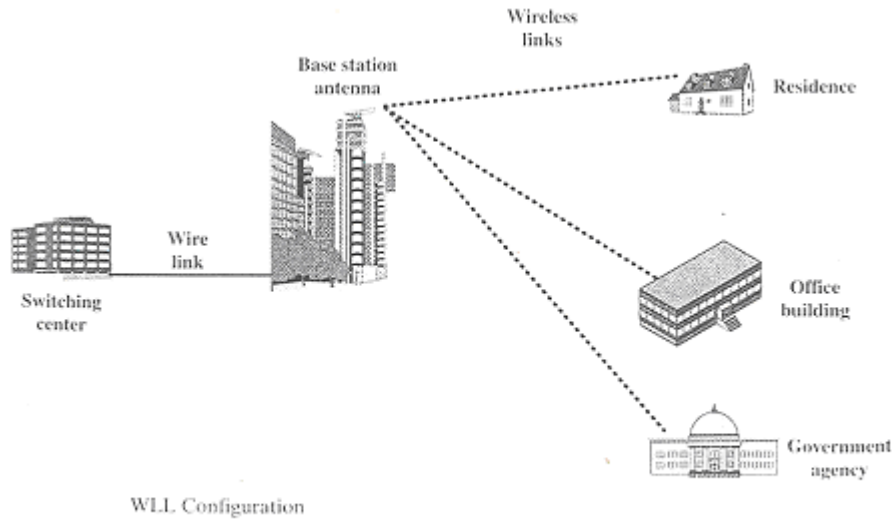 Wireless
links
Base station
antenna
Residence
Wire
link
Switching
center
Office
building
Government
agency
WLL Configuration